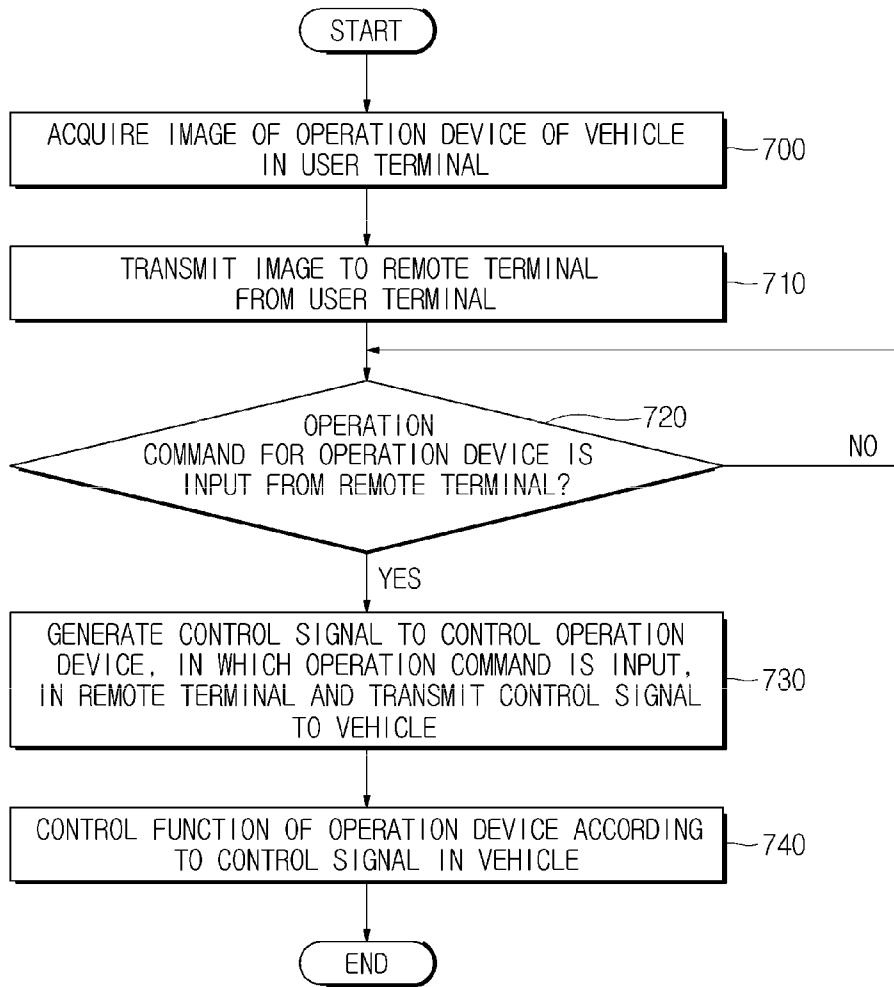 START
ACQUIRE IMAGE OF OPERATION DEVICE OF VEHICLE
IN USER TERMINAL
700
TRANSMIT IMAGE TO REMOTE TERMINAL
FROM USER TERMINAL
710
720
OPERATION
COMMAND FOR OPERATION DEVICE IS
INPUT FROM REMOTE TERMINAL?
NO
YES
GENERATE CONTROL SIGNAL TO CONTROL OPERATION
DEVICE, IN WHICH OPERATION COMMAND IS INPUT,
IN REMOTE TERMINAL AND TRANSMIT CONTROL SIGNAL
TO VEHICLE
730
CONTROL FUNCTION OF OPERATION DEVICE ACCORDING
TO CONTROL SIGNAL IN VEHICLE
740
END